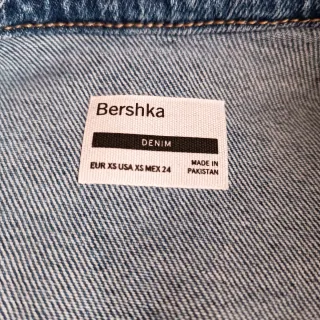 Bershka
DENIM
EUR XS USA XS MEX 24
MADE IN
PAKISTAN